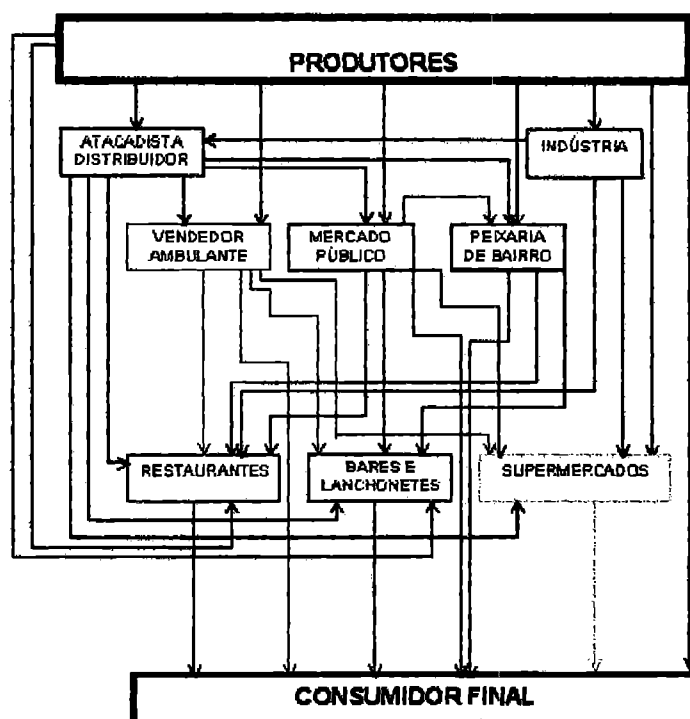 PRODUTORES
ATACADISTA
DISTRIBUIDOR
INDÚSTRIA
VENDEDOR
AMBULANTE
MERCADO
PÚBLICO
PEIXARIA
DE BAIRRO
RESTAURANTES
BARES E
LANCHONETES
SUPERMERCADOS
CONSUMIDOR FINAL